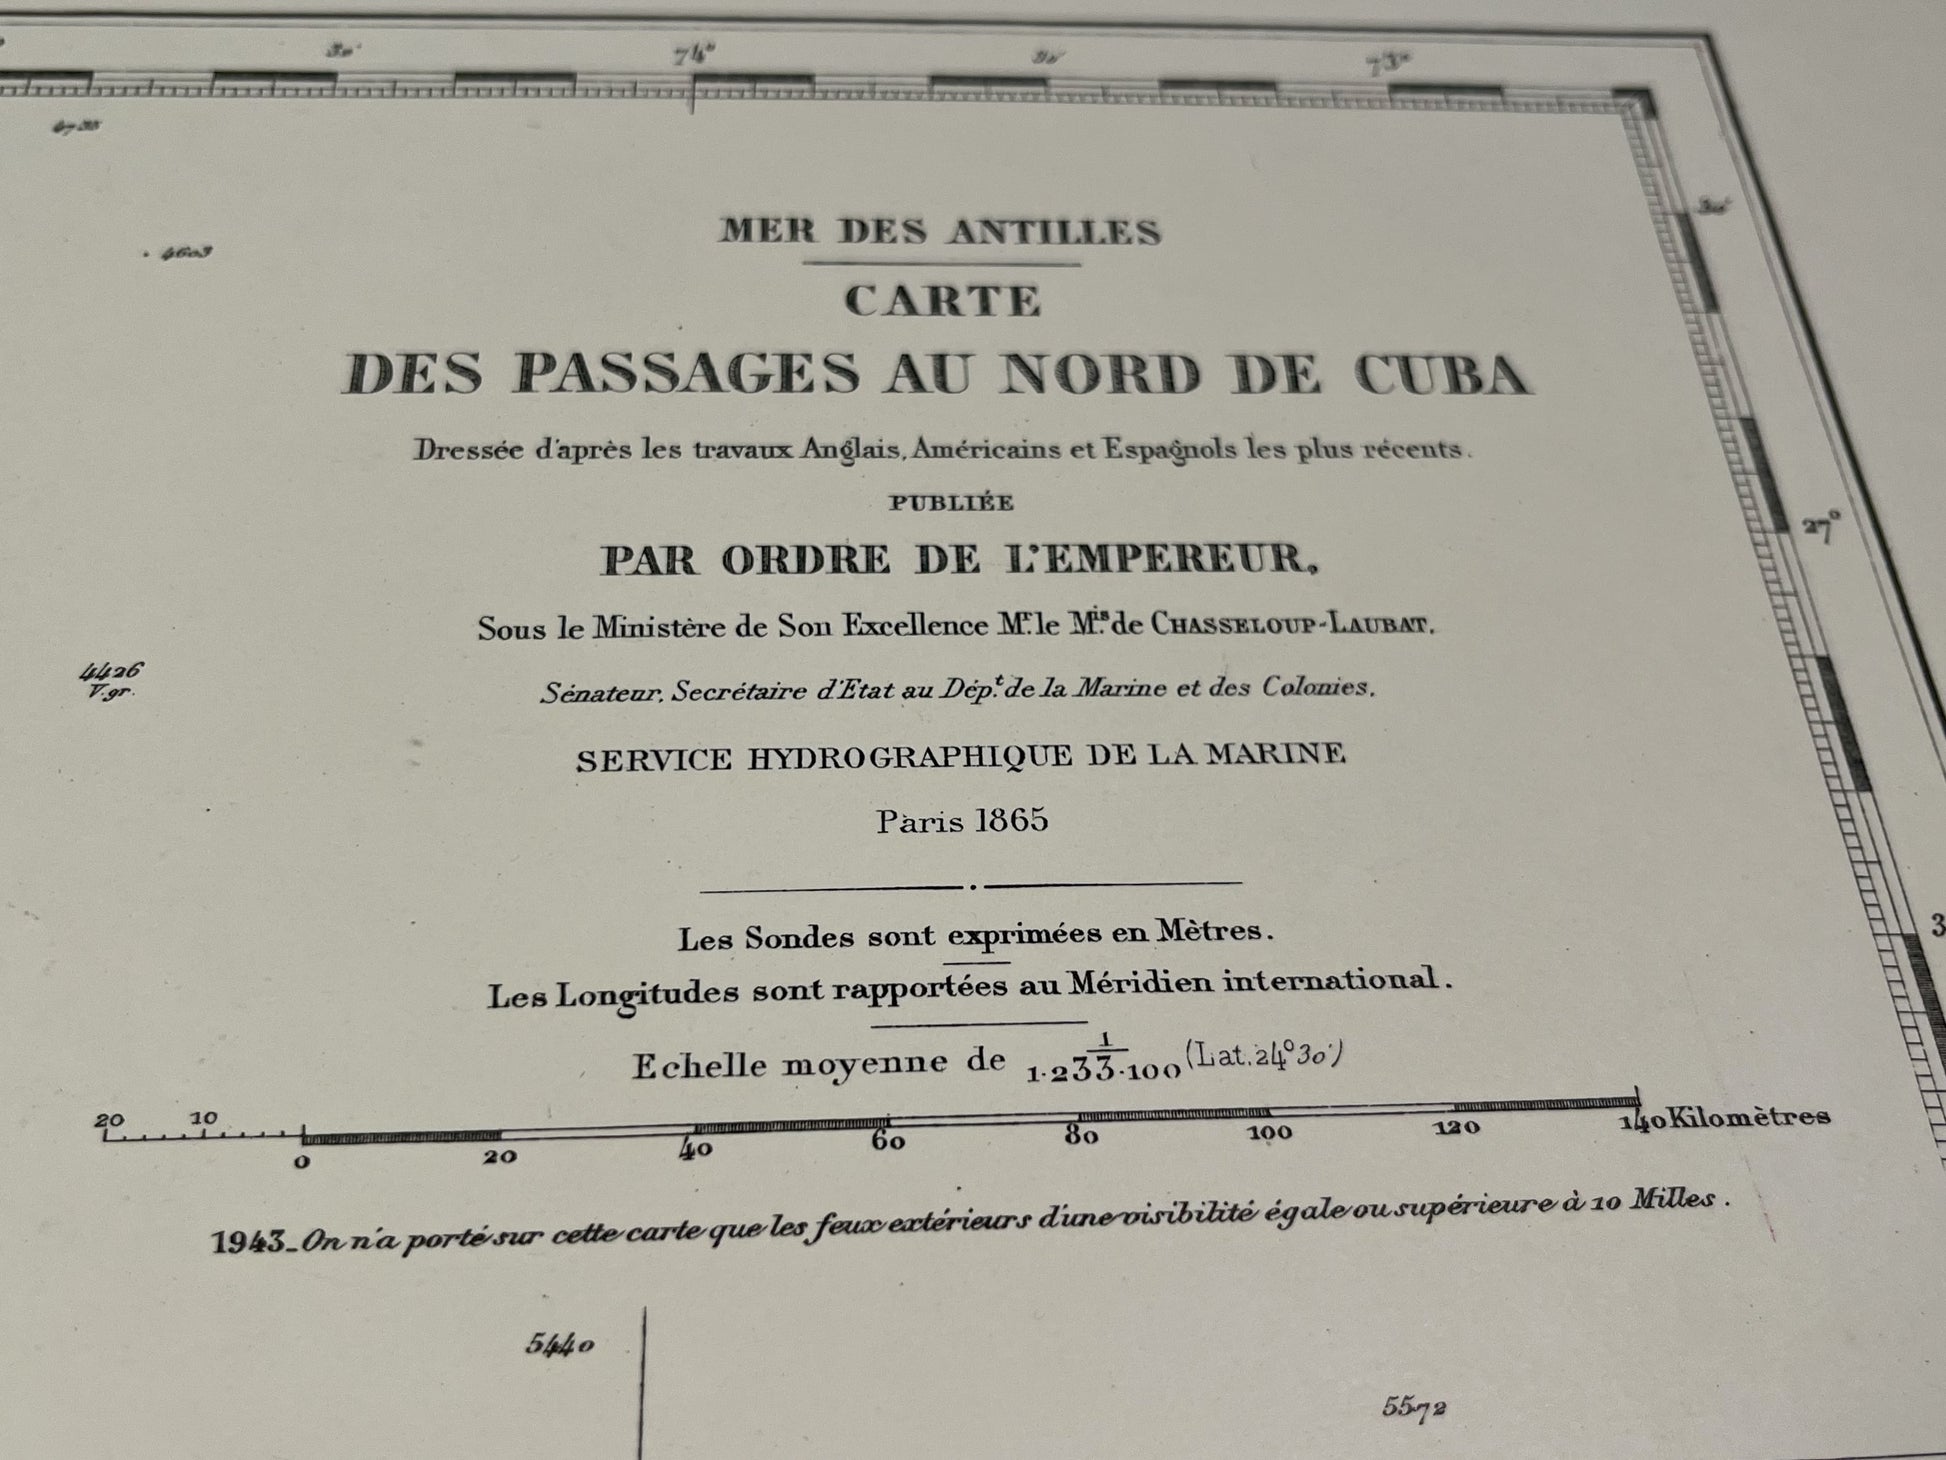 30'
74°
30'
73°
4603
30'
MER DES ANTILLES
CARTE
DES PASSAGES AU NORD DE CUBA
Dressée d'après les travaux Anglais, Américains et Espagnols les plus récents.
PUBLIÉE
PAR ORDRE DE L'EMPEREUR,
27°
Sous le Ministère de Son Excellence Mr. le Mis. de CHASSELOUP-LAUBAT,
4426
V.gr.
Sénateur, Secrétaire d'Etat au Dépt. de la Marine et des Colonies.
SERVICE HYDROGRAPHIQUE DE LA MARINE
Paris 1865
Les Sondes sont exprimées en Mètres.
3
Les Longitudes sont rapportées au Méridien international.
Echelle moyenne de 1/1.233.100 (Lat. 24°30')
20 10 0 20 40 60 80 100 120 140 Kilomètres
1943_On n'a porté sur cette carte que les feux extérieurs d'une visibilité égale ou supérieure à 10 Milles.
5440
5572